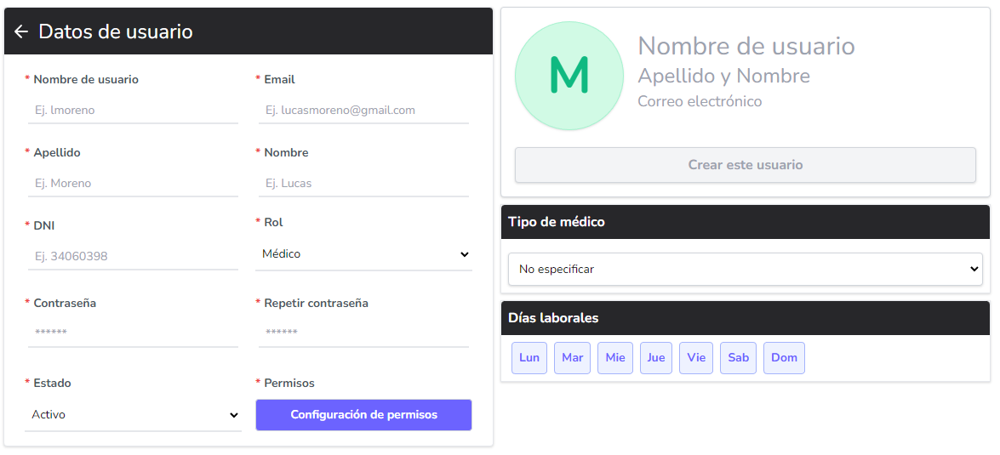 Datos de usuario
* Nombre de usuario
Ej. lmoreno
* Email
Ej. lucasmoreno@gmail.com
* Apellido
Ej. Moreno
* Nombre
Ej. Lucas
* DNI
Ej. 34060398
* Rol
Médico
* Contraseña
******
* Repetir contraseña
******
* Estado
Activo
* Permisos
Configuración de permisos
M
Nombre de usuario
Apellido y Nombre
Correo electrónico
Crear este usuario
Tipo de médico
No especificar
Días laborales
Lun Mar Mie Jue Vie Sab Dom